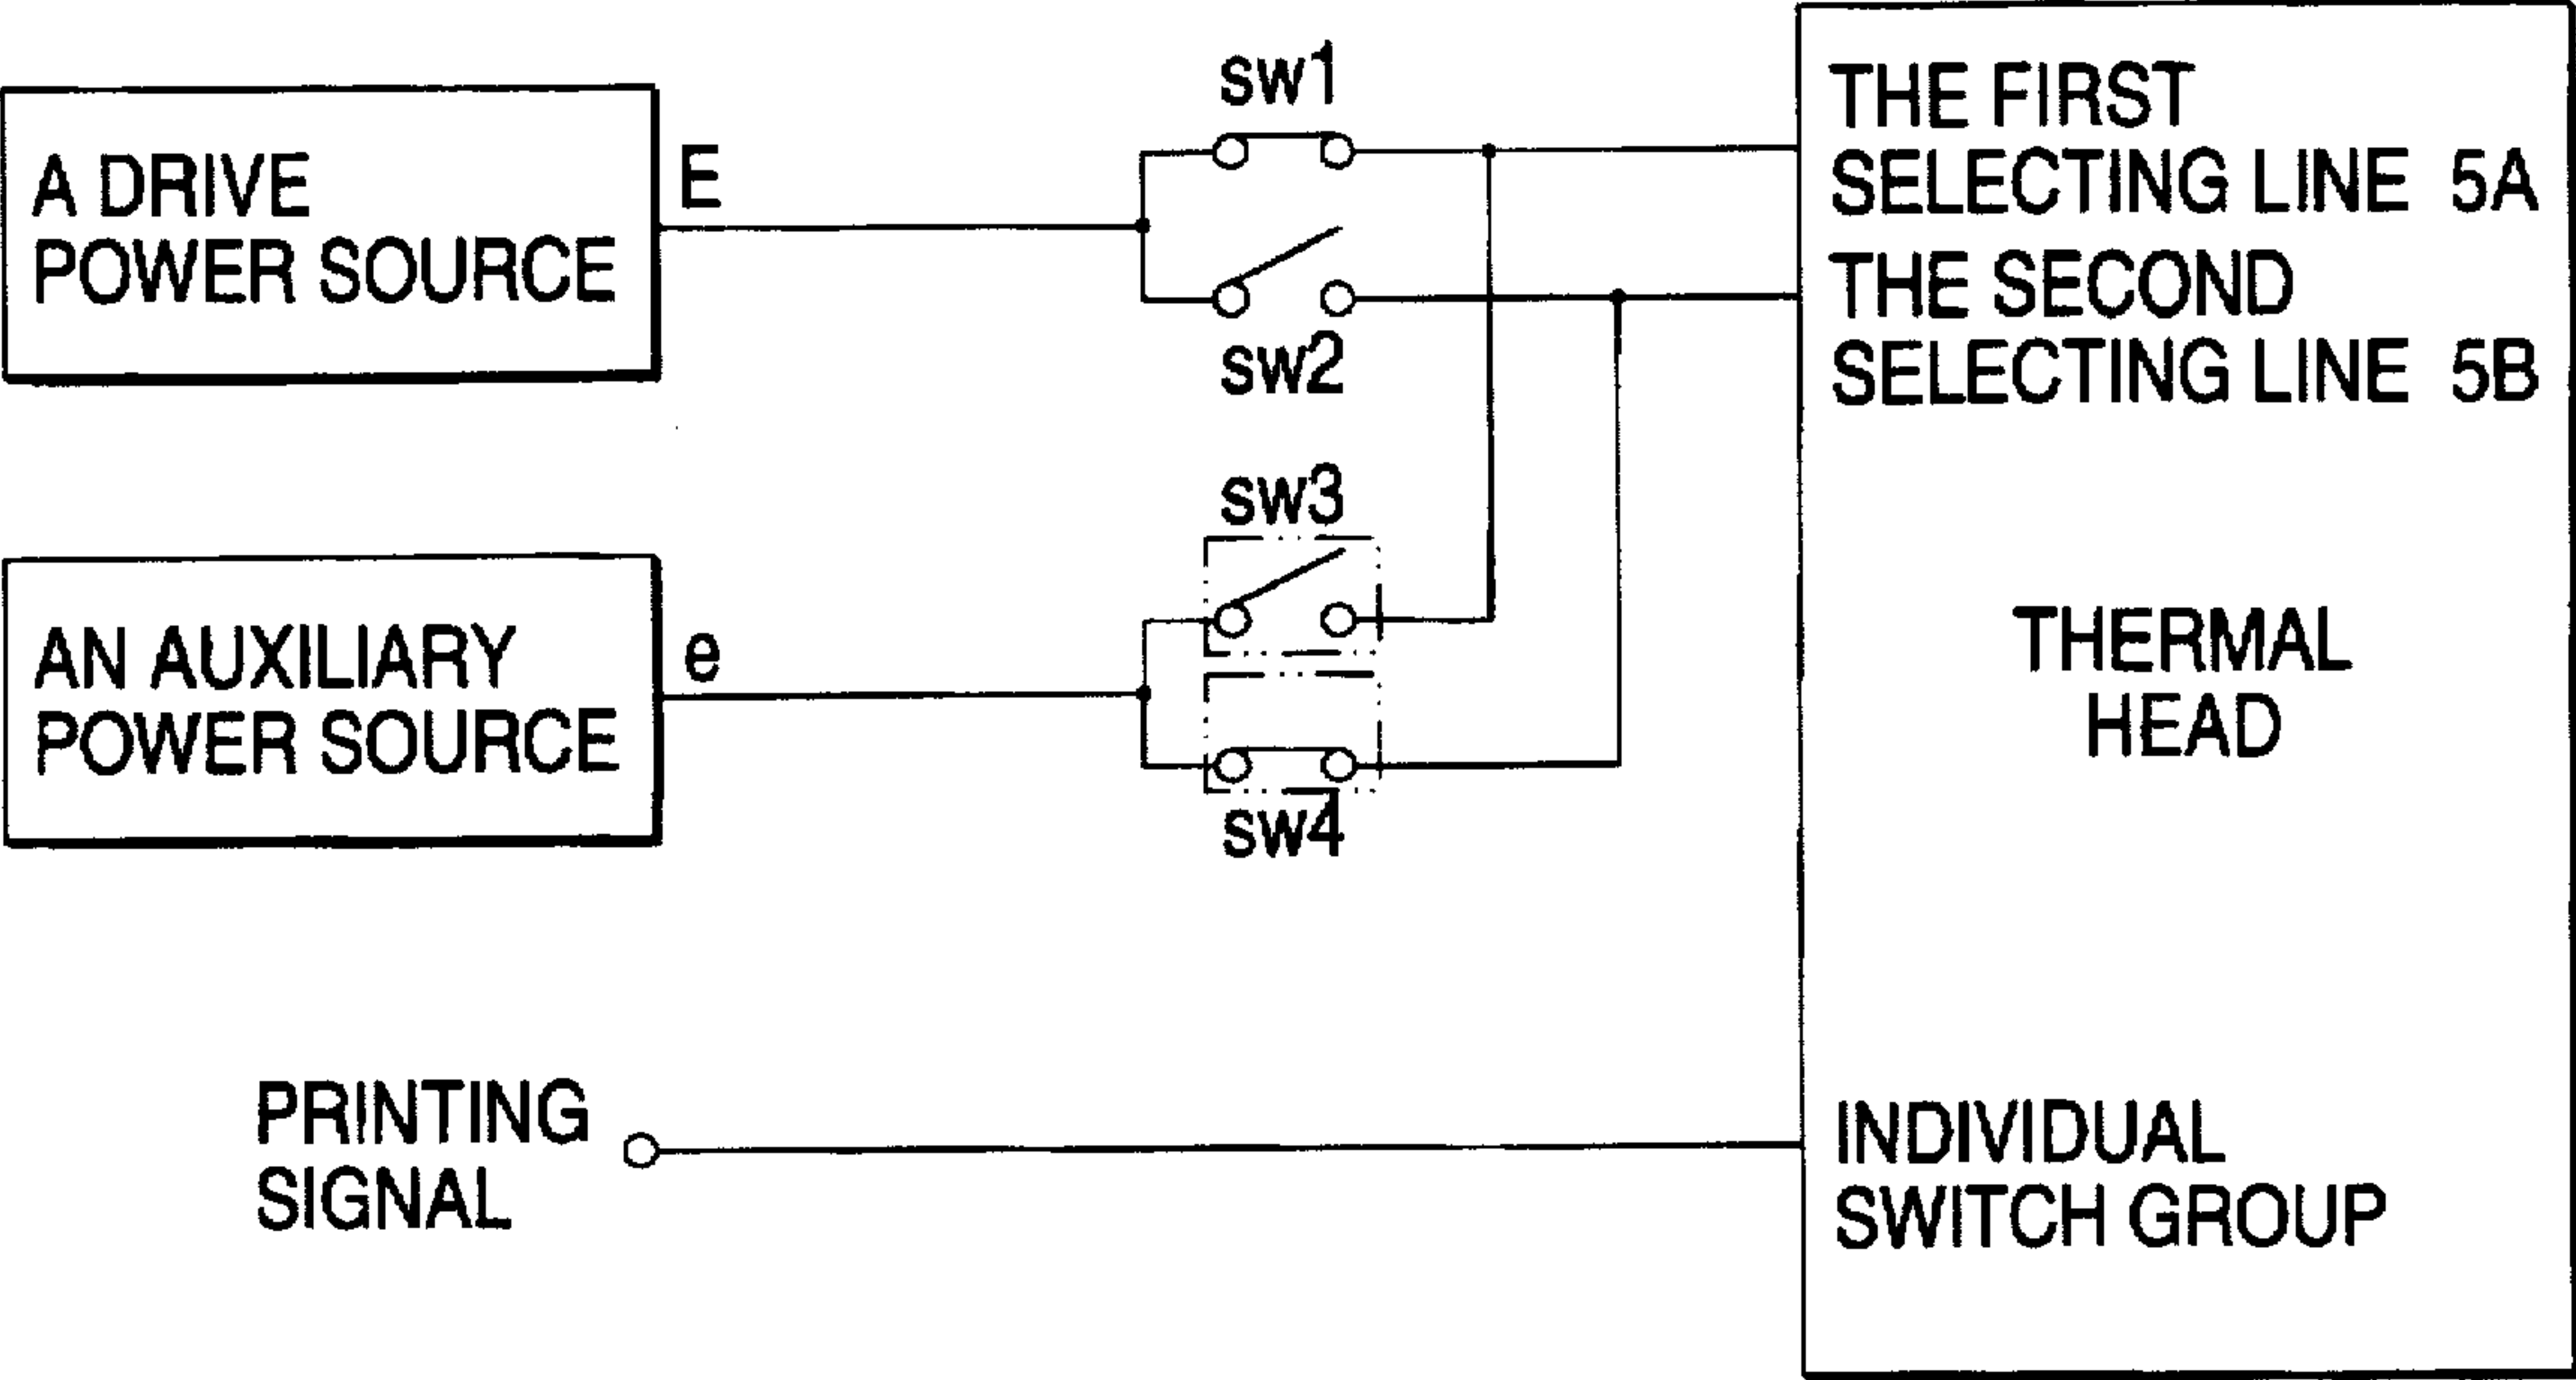 A DRIVE
POWER SOURCE
E
sw1
sw2
THE FIRST
SELECTING LINE 5A
THE SECOND
SELECTING LINE 5B
AN AUXILIARY
POWER SOURCE
e
sw3
sw4
THERMAL
HEAD
PRINTING
SIGNAL
INDIVIDUAL
SWITCH GROUP